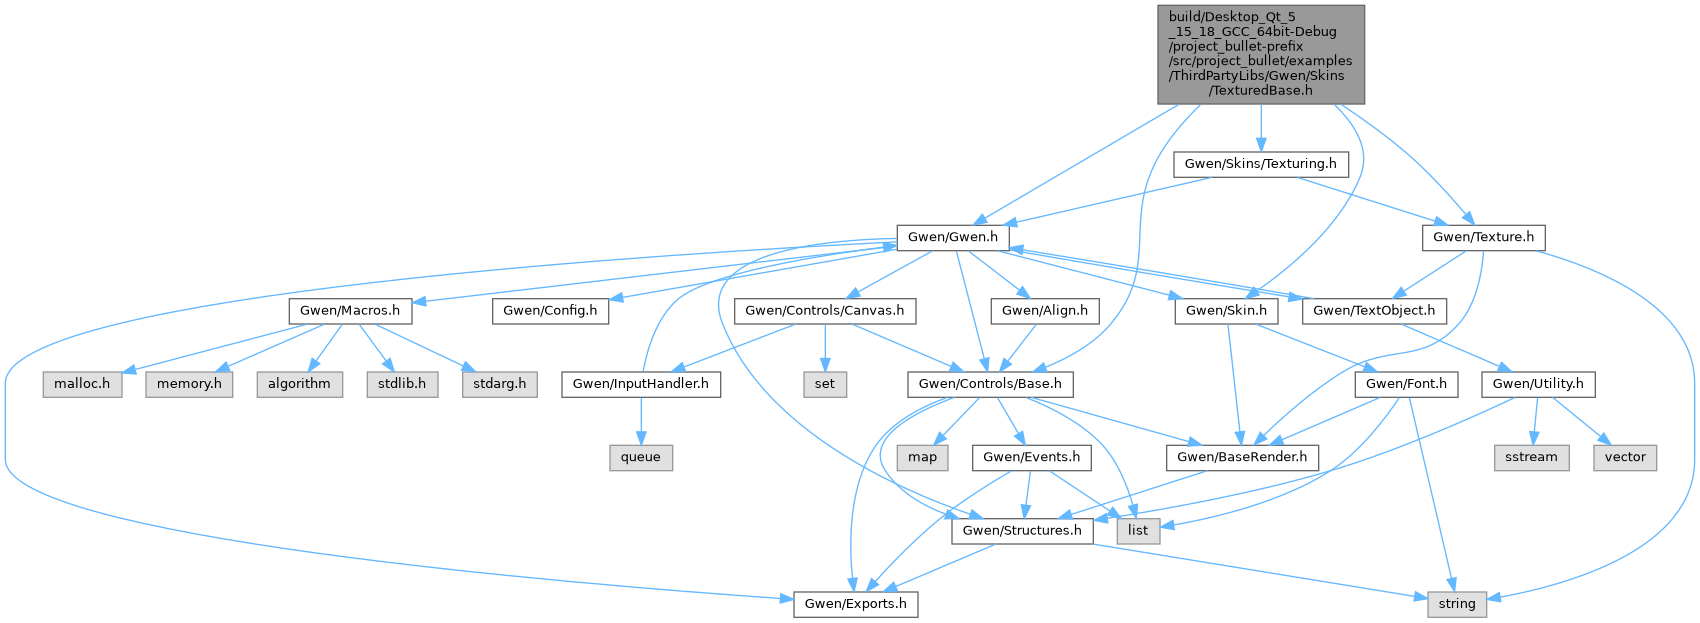 build/Desktop_Qt_5
_15_18_GCC_64bit-Debug
/project_bullet-prefix
/src/project_bullet/examples
/ThirdPartyLibs/Gwen/Skins
/TexturedBase.h
Gwen/Skins/Texturing.h
Gwen/Gwen.h
Gwen/Texture.h
Gwen/Macros.h
Gwen/Config.h
Gwen/Controls/Canvas.h
Gwen/Align.h
Gwen/Skin.h
Gwen/TextObject.h
malloc.h
memory.h
algorithm
stdlib.h
stdarg.h
Gwen/InputHandler.h
set
Gwen/Controls/Base.h
Gwen/Font.h
Gwen/Utility.h
queue
map
Gwen/Events.h
Gwen/BaseRender.h
sstream
vector
Gwen/Structures.h
list
Gwen/Exports.h
string